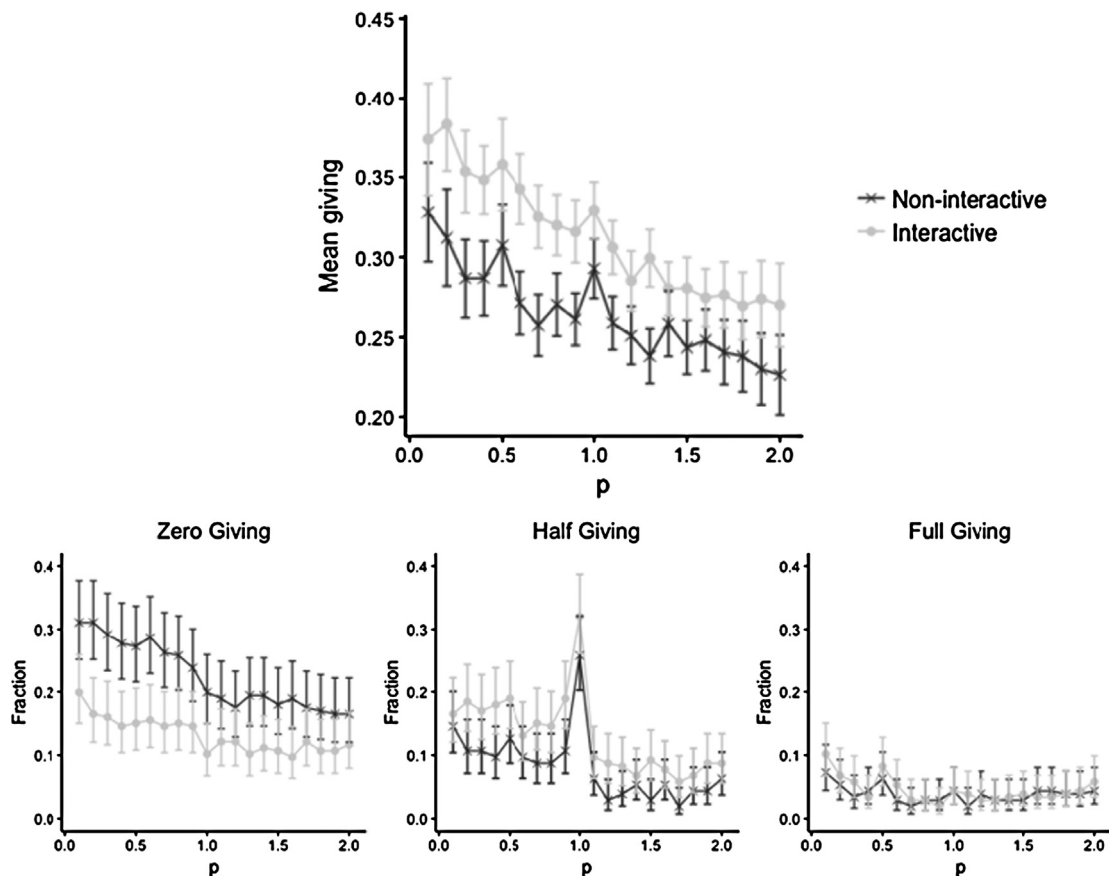 0.45
0.40
0.35
0.30
0.25
0.20
Mean giving
0.0 0.5 1.0 1.5 2.0
p
Non-interactive
Interactive
Zero Giving
0.4
0.3
0.2
0.1
0.0
Fraction
0.0 0.5 1.0 1.5 2.0
p
Half Giving
0.4
0.3
0.2
0.1
0.0
Fraction
0.0 0.5 1.0 1.5 2.0
p
Full Giving
0.4
0.3
0.2
0.1
0.0
Fraction
0.0 0.5 1.0 1.5 2.0
p